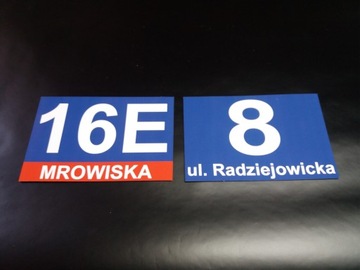 16E
MROWISKA
8
ul. Radziejowicka